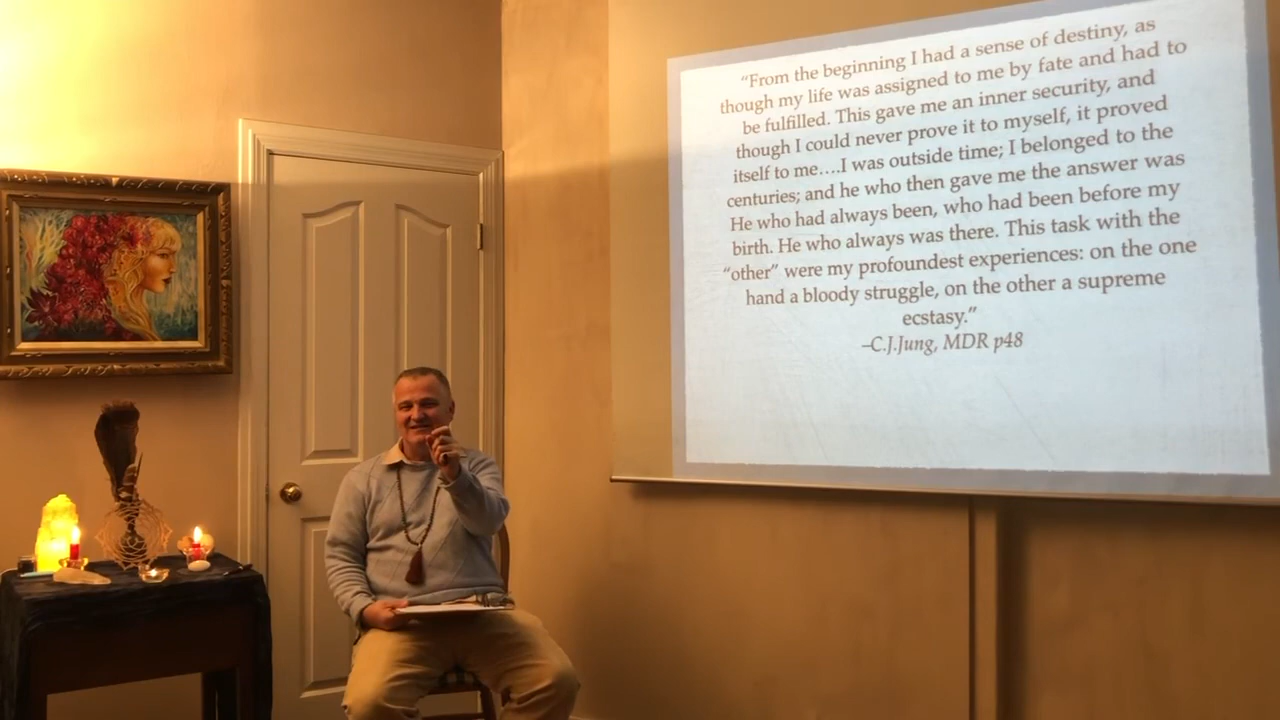 “From the beginning I had a sense of destiny, as
though my life was assigned to me by fate and had to
be fulfilled. This gave me an inner security, and
though I could never prove it to myself, it proved
itself to me….I was outside time; I belonged to the
centuries; and he who then gave me the answer was
He who had always been, who had been before my
birth. He who always was there. This task with the
“other” were my profoundest experiences: on the one
hand a bloody struggle, on the other a supreme
ecstasy.”
–C.J.Jung, MDR p48